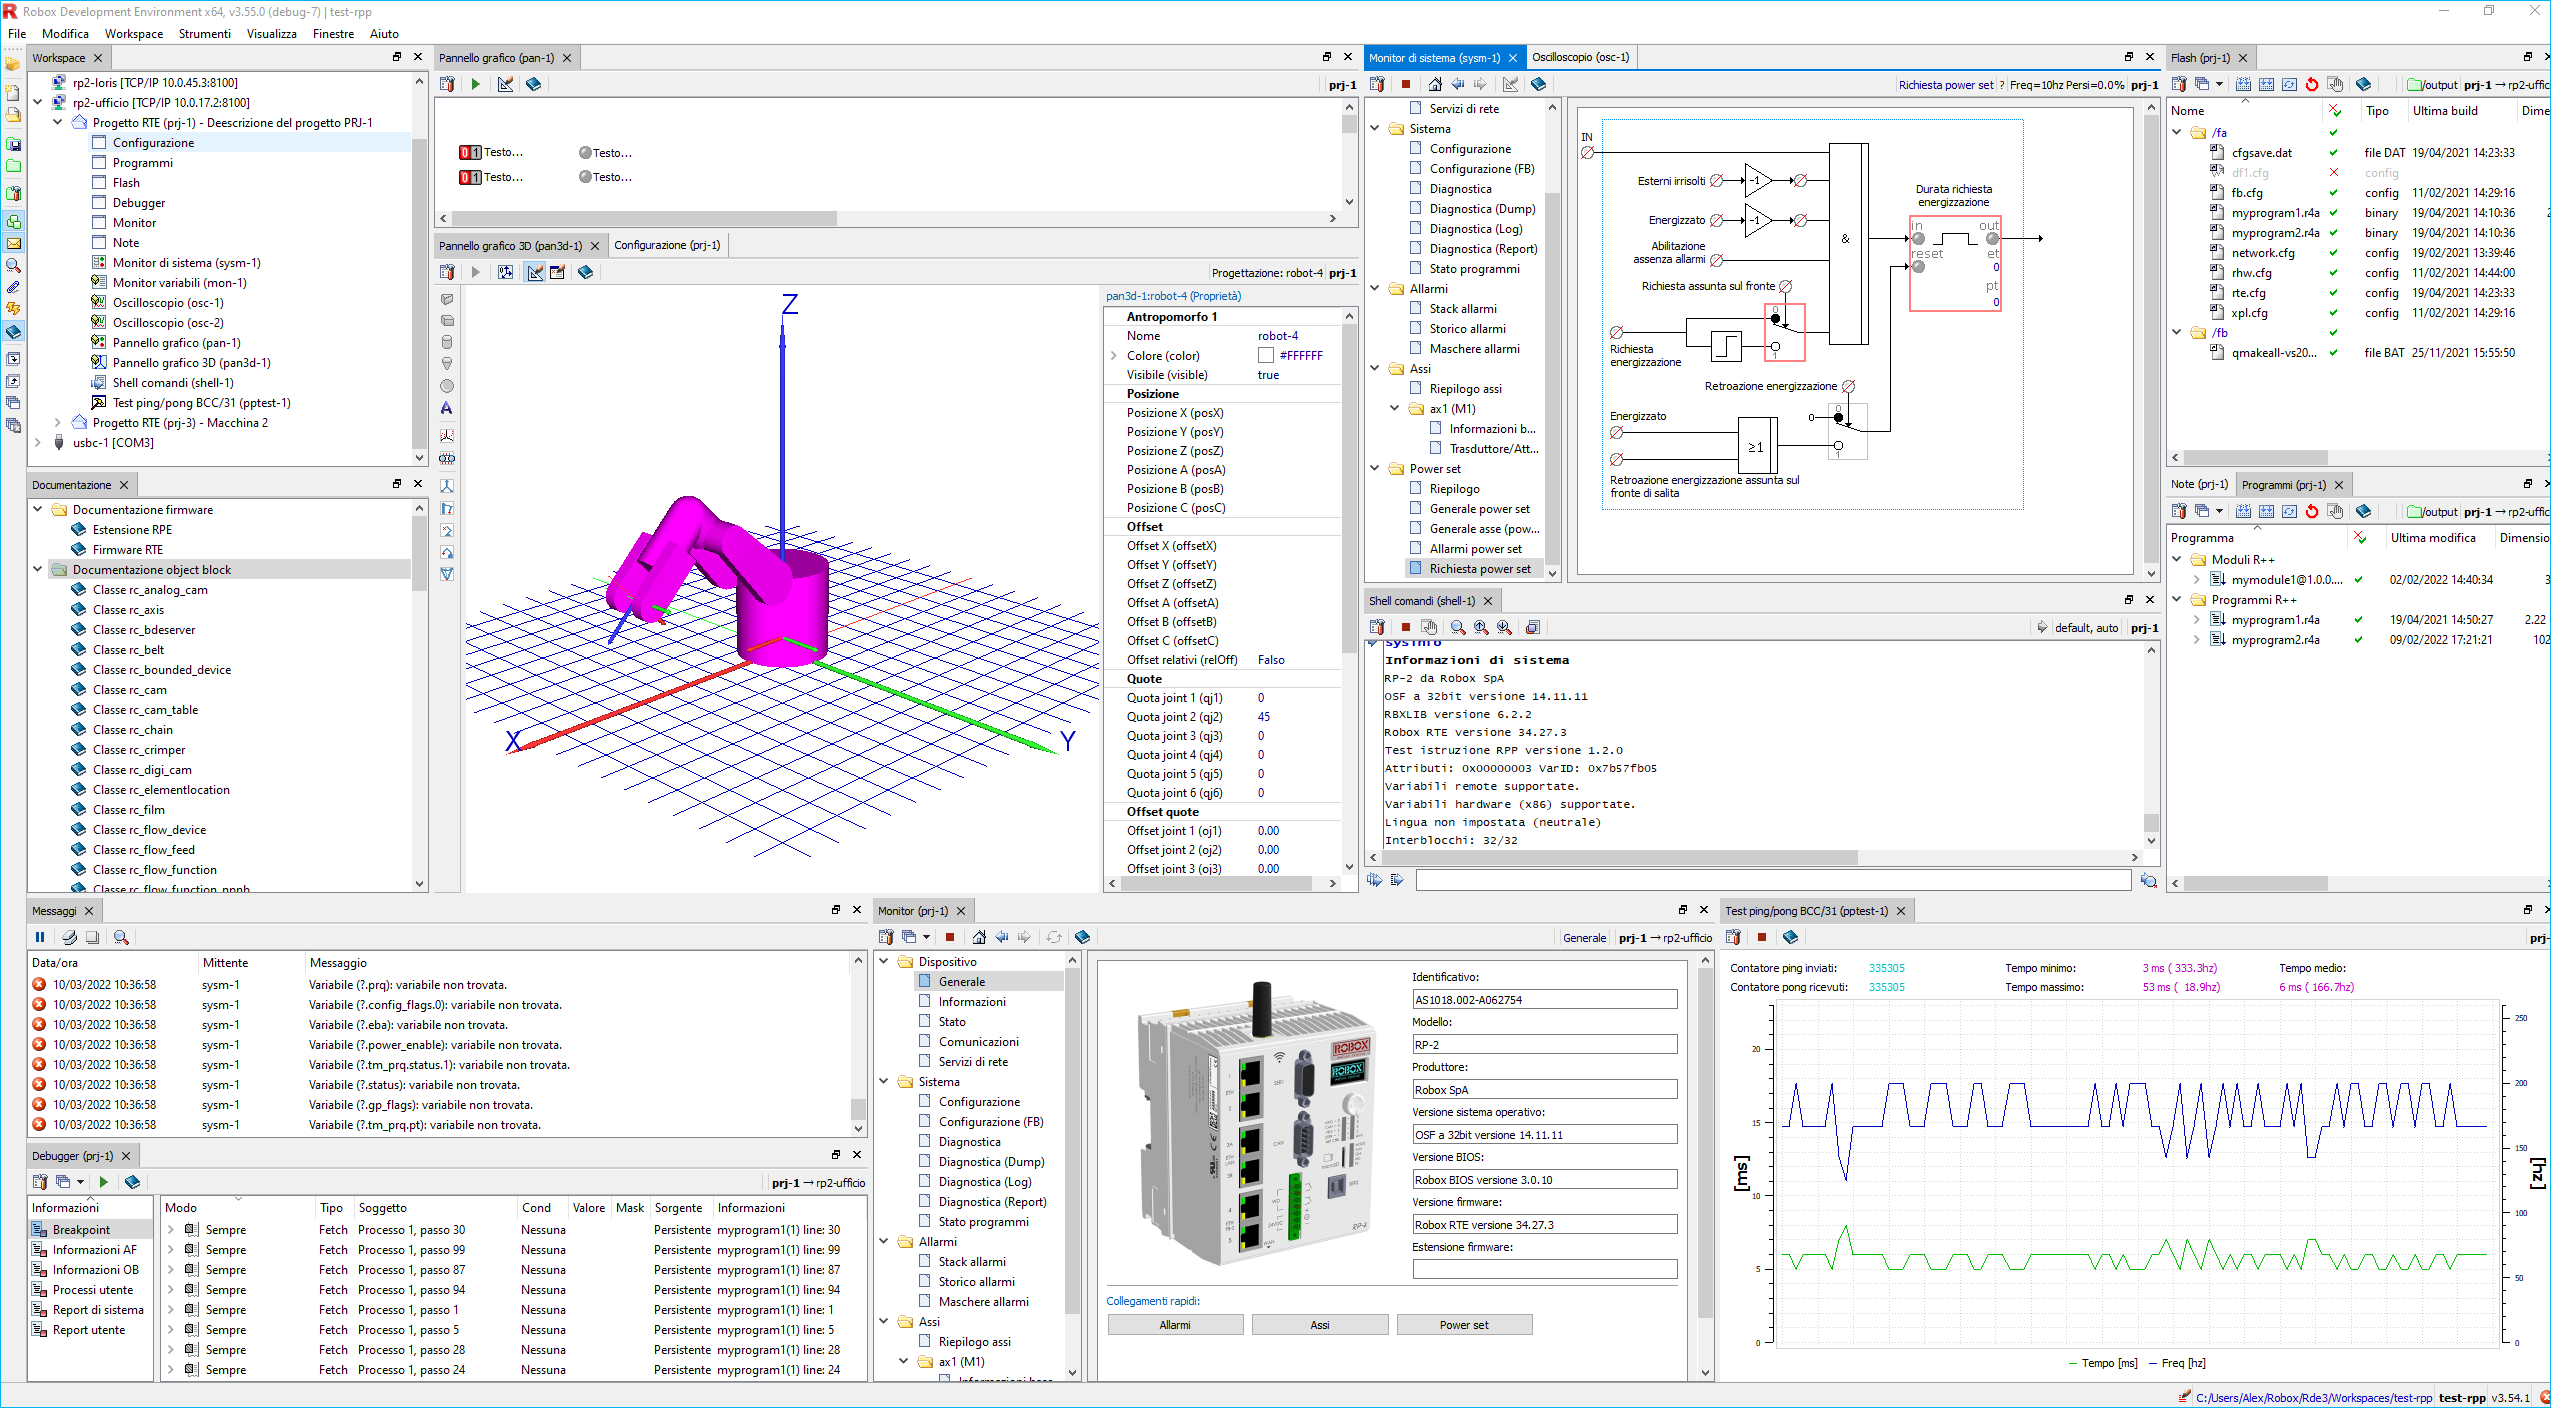 Robox Development Environment x64, v3.55.0 (debug-7) | test-rpp
File Modifica Workspace Strumenti Visualizza Finestre Aiuto
Workspace
rp2-loris [TCP/IP 10.0.45.3:8100]
rp2-ufficio [TCP/IP 10.0.17.2:8100]
Progetto RTE (prj-1) - Deescrizione del progetto PRJ-1
Configurazione
Programmi
Flash
Debugger
Monitor
Note
Monitor di sistema (sysm-1)
Monitor variabili (mon-1)
Oscilloscopio (osc-1)
Oscilloscopio (osc-2)
Pannello grafico (pan-1)
Pannello grafico 3D (pan3d-1)
Shell comandi (shell-1)
Test ping/pong BCC/31 (pptest-1)
Progetto RTE (prj-3) - Macchina 2
usbc-1 [COM3]
Documentazione
Documentazione firmware
Estensione RPE
Firmware RTE
Documentazione object block
Classe rc_analog_cam
Classe rc_axis
Classe rc_bdeserver
Classe rc_belt
Classe rc_bounded_device
Classe rc_cam
Classe rc_cam_table
Classe rc_chain
Classe rc_crimper
Classe rc_digi_cam
Classe rc_elementlocation
Classe rc_film
Classe rc_flow_device
Classe rc_flow_feed
Classe rc_flow_function
Classe rc_flow_function_npnh
Pannello grafico (pan-1)
prj-1
0 1 Testo... Testo...
0 1 Testo... Testo...
Pannello grafico 3D (pan3d-1) Configurazione (prj-1)
Progettazione: robot-4 prj-1
Z
X
Y
pan3d-1:robot-4 (Proprietà)
Antropomorfo 1
Nome robot-4
Colore (color) #FFFFFF
Visibile (visible) true
Posizione
Posizione X (posX)
Posizione Y (posY)
Posizione Z (posZ)
Posizione A (posA)
Posizione B (posB)
Posizione C (posC)
Offset
Offset X (offsetX)
Offset Y (offsetY)
Offset Z (offsetZ)
Offset A (offsetA)
Offset B (offsetB)
Offset C (offsetC)
Offset relativi (relOff) Falso
Quote
Quota joint 1 (qj1) 0
Quota joint 2 (qj2) 45
Quota joint 3 (qj3) 0
Quota joint 4 (qj4) 0
Quota joint 5 (qj5) 0
Quota joint 6 (qj6) 0
Offset quote
Offset joint 1 (oj1) 0.00
Offset joint 2 (oj2) 0.00
Offset joint 3 (oj3) 0.00
Monitor di sistema (sysm-1) Oscilloscopio (osc-1)
Richiesta power set ? Freq=10hz Persi=0.0% prj-1
Servizi di rete
Sistema
Configurazione
Configurazione (FB)
Diagnostica
Diagnostica (Dump)
Diagnostica (Log)
Diagnostica (Report)
Stato programmi
Allarmi
Stack allarmi
Storico allarmi
Maschere allarmi
Assi
Riepilogo assi
ax1 (M1)
Informazioni b...
Trasduttore/Att...
Power set
Riepilogo
Generale power set
Generale asse (pow...
Allarmi power set
Richiesta power set
IN
Esterni irrisolti -1
Energizzato -1
Abilitazione
assenza allarmi
&
Durata richiesta
energizzazione
in out
reset et
0
pt
0
Richiesta assunta sul fronte
0
1
Richiesta
energizzazione
Retroazione energizzazione
Energizzato
0
0
1
≥1
Retroazione energizzazione assunta sul
fronte di salita
Shell comandi (shell-1)
default, auto prj-1
sysinfo
Informazioni di sistema
RP-2 da Robox SpA
OSF a 32bit versione 14.11.11
RBXLIB versione 6.2.2
Robox RTE versione 34.27.3
Test istruzione RPP versione 1.2.0
Attributi: 0x00000003 VarID: 0x7b57fb05
Variabili remote supportate.
Variabili hardware (x86) supportate.
Lingua non impostata (neutrale)
Interblocchi: 32/32
Flash (prj-1)
/output prj-1 → rp2-uffic
Nome Tipo Ultima build Dime
/fa
cfgsave.dat file DAT 19/04/2021 14:23:33
df1.cfg config
fb.cfg config 11/02/2021 14:29:16
myprogram1.r4a binary 19/04/2021 14:10:36 2
myprogram2.r4a binary 19/04/2021 14:10:36
network.cfg config 19/02/2021 13:39:46
rhw.cfg config 11/02/2021 14:44:00
rte.cfg config 19/04/2021 14:23:33
xpl.cfg config 11/02/2021 14:29:16
/fb
qmakeall-vs20... file BAT 25/11/2021 15:55:50
Note (prj-1) Programmi (prj-1)
/output prj-1 → rp2-uffic
Programma Ultima modifica Dimensio
Moduli R++
mymodule1@1.0.0.... 02/02/2022 14:40:34 3
Programmi R++
myprogram1.r4a 19/04/2021 14:50:27 2.22
myprogram2.r4a 09/02/2022 17:21:21 102
Messaggi
Data/ora Mittente Messaggio
10/03/2022 10:36:58 sysm-1 Variabile (?.prq): variabile non trovata.
10/03/2022 10:36:58 sysm-1 Variabile (?.config_flags.0): variabile non trovata.
10/03/2022 10:36:58 sysm-1 Variabile (?.eba): variabile non trovata.
10/03/2022 10:36:58 sysm-1 Variabile (?.power_enable): variabile non trovata.
10/03/2022 10:36:58 sysm-1 Variabile (?.tm_prq.status.1): variabile non trovata.
10/03/2022 10:36:58 sysm-1 Variabile (?.status): variabile non trovata.
10/03/2022 10:36:58 sysm-1 Variabile (?.gp_flags): variabile non trovata.
10/03/2022 10:36:58 sysm-1 Variabile (?.tm_prq.pt): variabile non trovata.
Debugger (prj-1)
prj-1 → rp2-ufficio
Informazioni
Breakpoint
Informazioni AF
Informazioni OB
Processi utente
Report di sistema
Report utente
Modo Tipo Soggetto Cond Valore Mask Sorgente Informazioni
Sempre Fetch Processo 1, passo 30 Nessuna Persistente myprogram1(1) line: 30
Sempre Fetch Processo 1, passo 99 Nessuna Persistente myprogram1(1) line: 99
Sempre Fetch Processo 1, passo 87 Nessuna Persistente myprogram1(1) line: 87
Sempre Fetch Processo 1, passo 94 Nessuna Persistente myprogram1(1) line: 94
Sempre Fetch Processo 1, passo 1 Nessuna Persistente myprogram1(1) line: 1
Sempre Fetch Processo 1, passo 5 Nessuna Persistente myprogram1(1) line: 5
Sempre Fetch Processo 1, passo 28 Nessuna Persistente myprogram1(1) line: 28
Sempre Fetch Processo 1, passo 24 Nessuna Persistente myprogram1(1) line: 24
Monitor (prj-1)
Generale prj-1 → rp2-ufficio
Dispositivo
Generale
Informazioni
Stato
Comunicazioni
Servizi di rete
Sistema
Configurazione
Configurazione (FB)
Diagnostica
Diagnostica (Dump)
Diagnostica (Log)
Diagnostica (Report)
Stato programmi
Allarmi
Stack allarmi
Storico allarmi
Maschere allarmi
Assi
Riepilogo assi
ax1 (M1)
Informazioni base
ROBOX
ROBOX
CAN
Identificativo:
AS1018.002-A062754
Modello:
RP-2
Produttore:
Robox SpA
Versione sistema operativo:
OSF a 32bit versione 14.11.11
Versione BIOS:
Robox BIOS versione 3.0.10
Versione firmware:
Robox RTE versione 34.27.3
Estensione firmware:
Collegamenti rapidi:
Allarmi Assi Power set
Test ping/pong BCC/31 (pptest-1)
prj-
Contatore ping inviati: 335305 Tempo minimo: 3 ms ( 333.3hz) Tempo medio:
Contatore pong ricevuti: 335305 Tempo massimo: 53 ms ( 18.9hz) 6 ms ( 166.7hz)
20
15
10
5
0
[ms]
250
200
150
100
50
0
[hz]
Tempo [ms] Freq [hz]
C:/Users/Alex/Robox/Rde3/Workspaces/test-rpp test-rpp v3.54.1